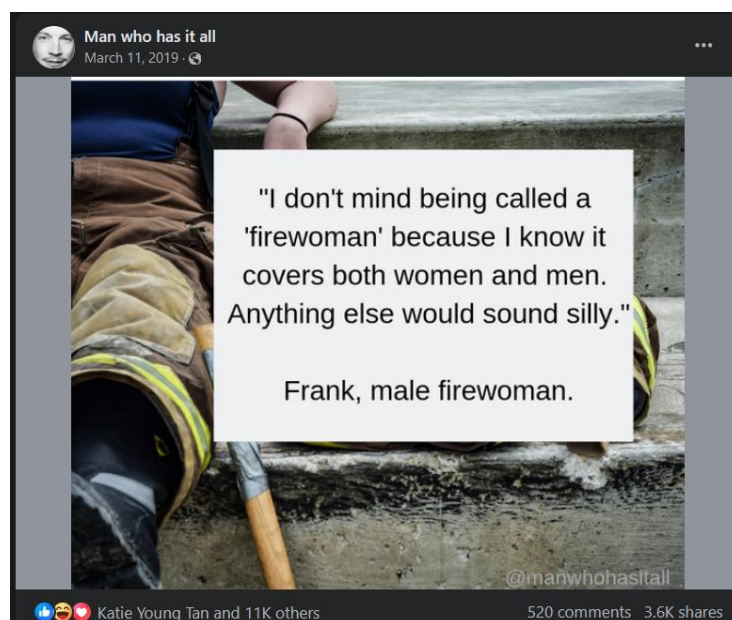 Man who has it all
March 11, 2019 ·
"I don't mind being called a
'firewoman' because I know it
covers both women and men.
Anything else would sound silly."
Frank, male firewoman.
@manwhohasitall
Katie Young Tan and 11K others
520 comments 3.6K shares